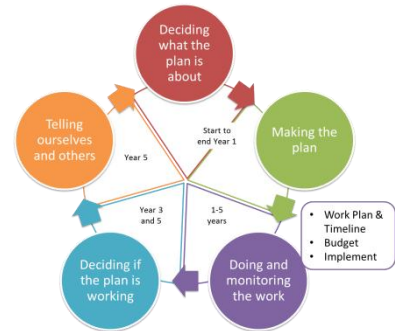 Deciding
what the
plan is
about
Start to
end Year 1
Making the
plan
• Work Plan &
Timeline
• Budget
• Implement
1-5
years
Doing and
monitoring
the work
Year 3
and 5
Deciding if
the plan is
working
Year 5
Telling
ourselves
and others